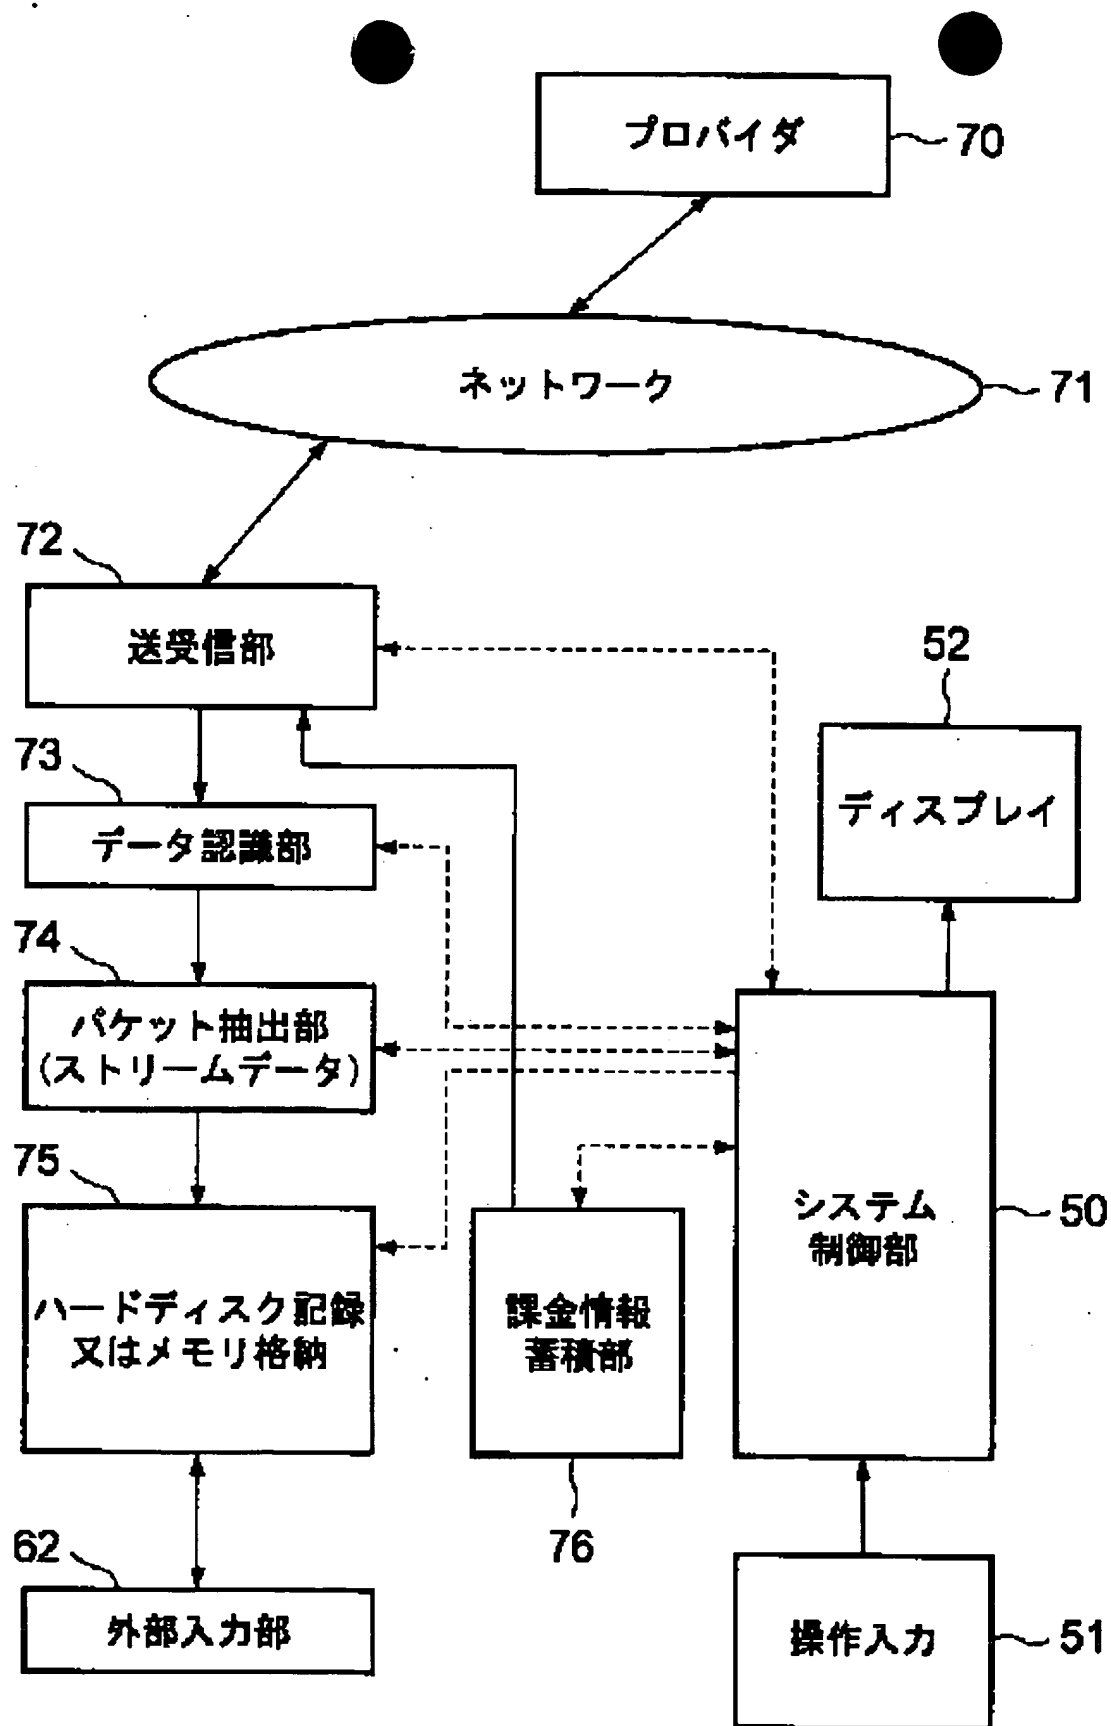 プロバイダ
70
ネットワーク
71
72
送受信部
52
73
ディスプレイ
データ認識部
74
パケット抽出部
(ストリームデータ)
75
システム
制御部
50
ハードディスク記録
又はメモリ格納
課金情報
蓄積部
76
62
外部入力部
操作入力
51